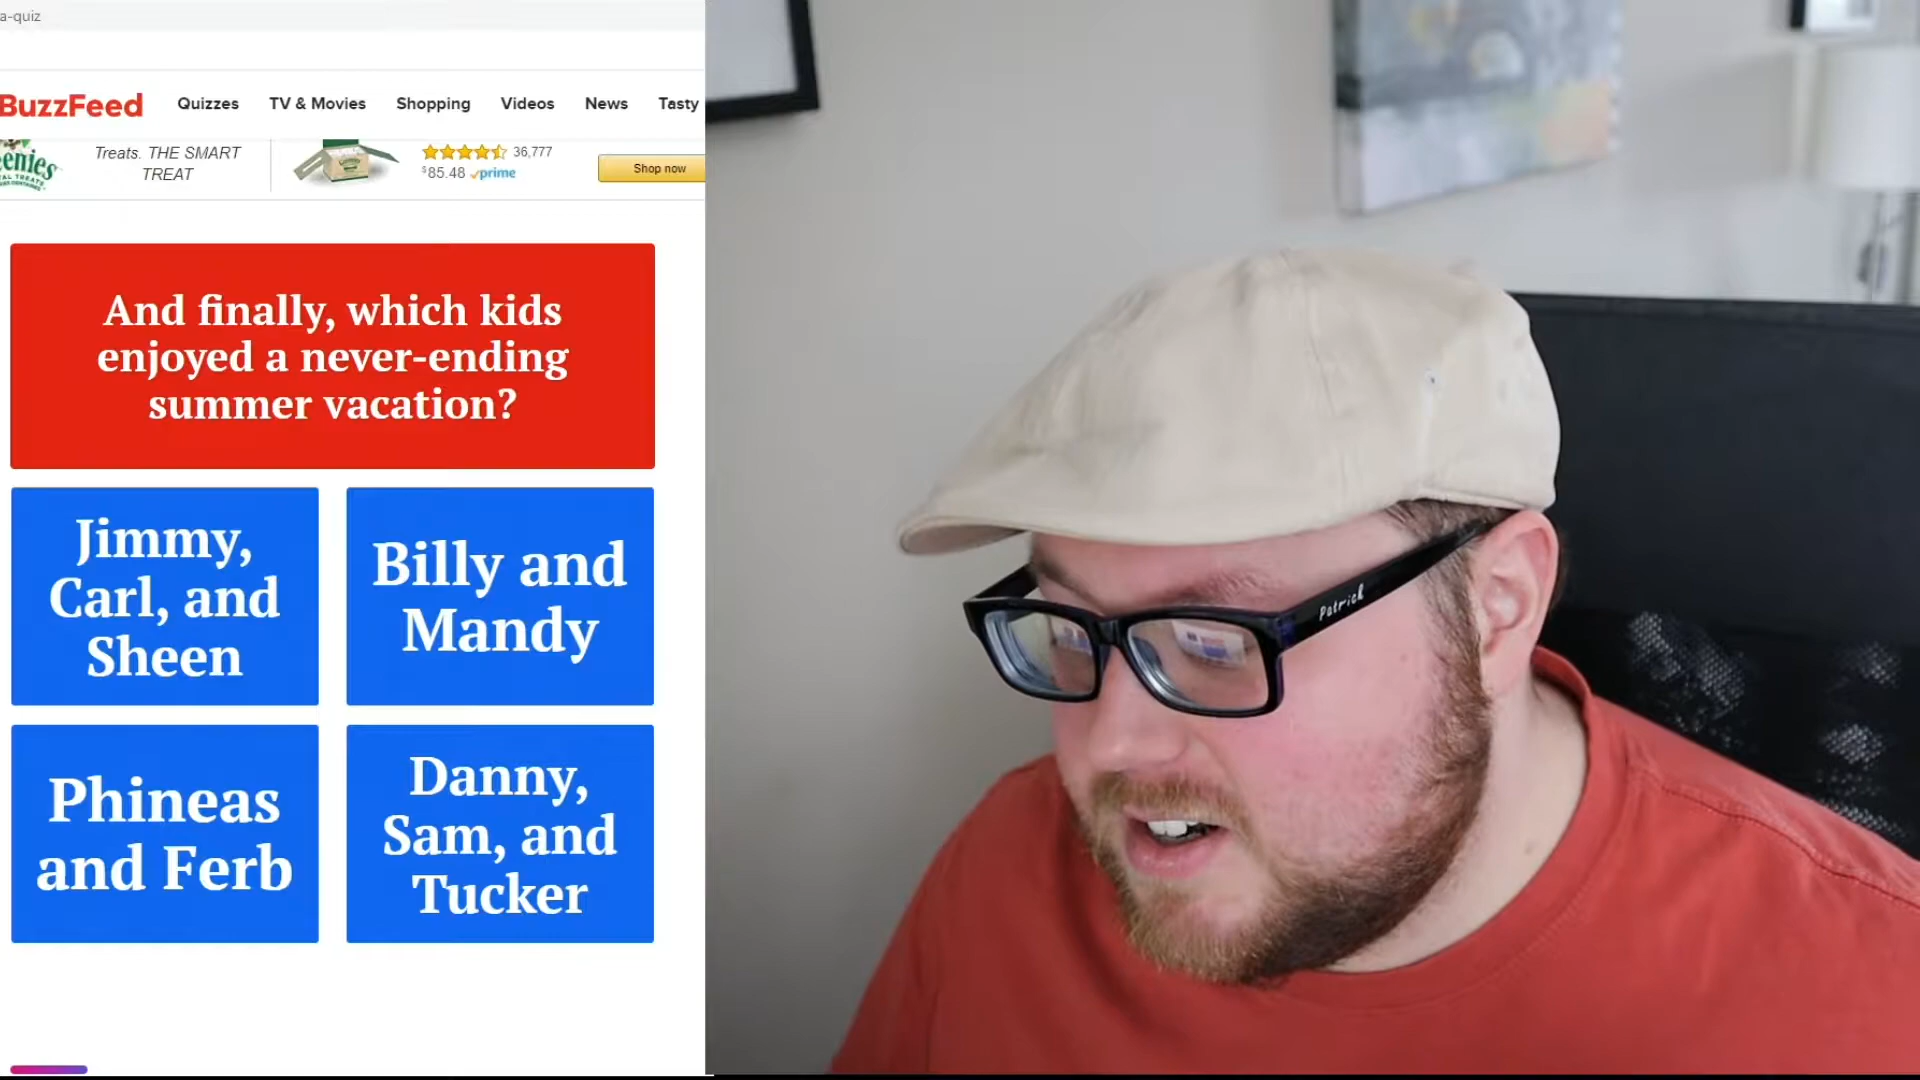 a-quiz
BuzzFeed Quizzes TV & Movies Shopping Videos News Tasty
eenies
Treats. THE SMART
TREAT
36,777
$85.48 prime
Shop now
And finally, which kids
enjoyed a never-ending
summer vacation?
Jimmy,
Carl, and
Sheen
Billy and
Mandy
Phineas
and Ferb
Danny,
Sam, and
Tucker
Patrick